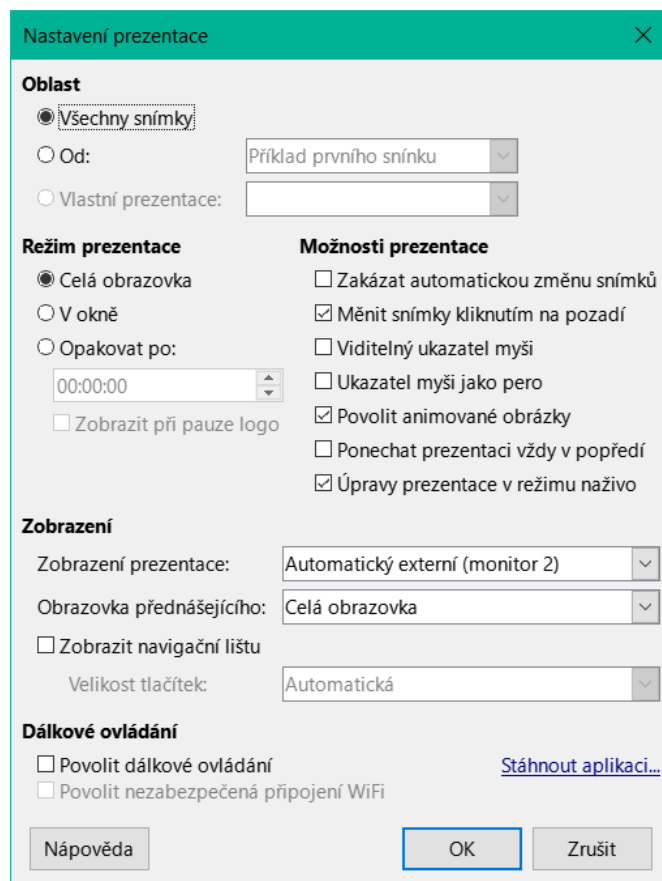 Nastavení prezentace
Oblast
Všechny snímky
Od: Příklad prvního snínku
Vlastní prezentace:
Režim prezentace
Celá obrazovka
V okně
Opakovat po:
00:00:00
Zobrazit při pauze logo
Možnosti prezentace
Zakázat automatickou změnu snímků
Měnit snímky kliknutím na pozadí
Viditelný ukazatel myši
Ukazatel myši jako pero
Povolit animované obrázky
Ponechat prezentaci vždy v popředí
Úpravy prezentace v režimu naživo
Zobrazení
Zobrazení prezentace: Automatický externí (monitor 2)
Obrazovka přednášejícího: Celá obrazovka
Zobrazit navigační lištu
Velikost tlačítek: Automatická
Dálkové ovládání
Povolit dálkové ovládání Stáhnout aplikaci...
Povolit nezabezpečená připojení WiFi
Nápověda OK Zrušit